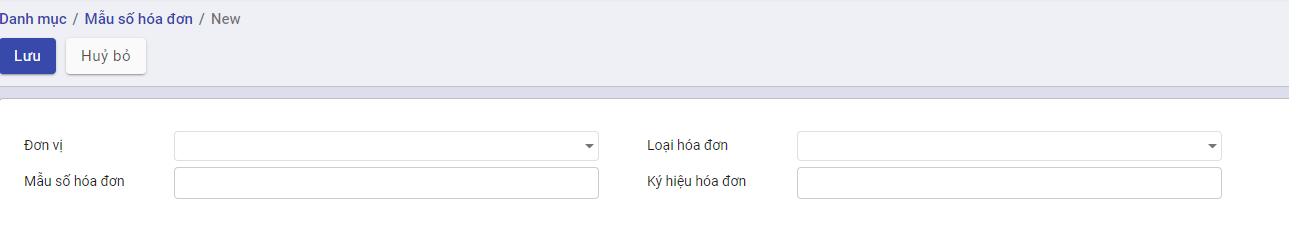 Danh mục / Mẫu số hóa đơn / New
Lưu Huỷ bỏ
Đơn vị Loại hóa đơn
Mẫu số hóa đơn Ký hiệu hóa đơn